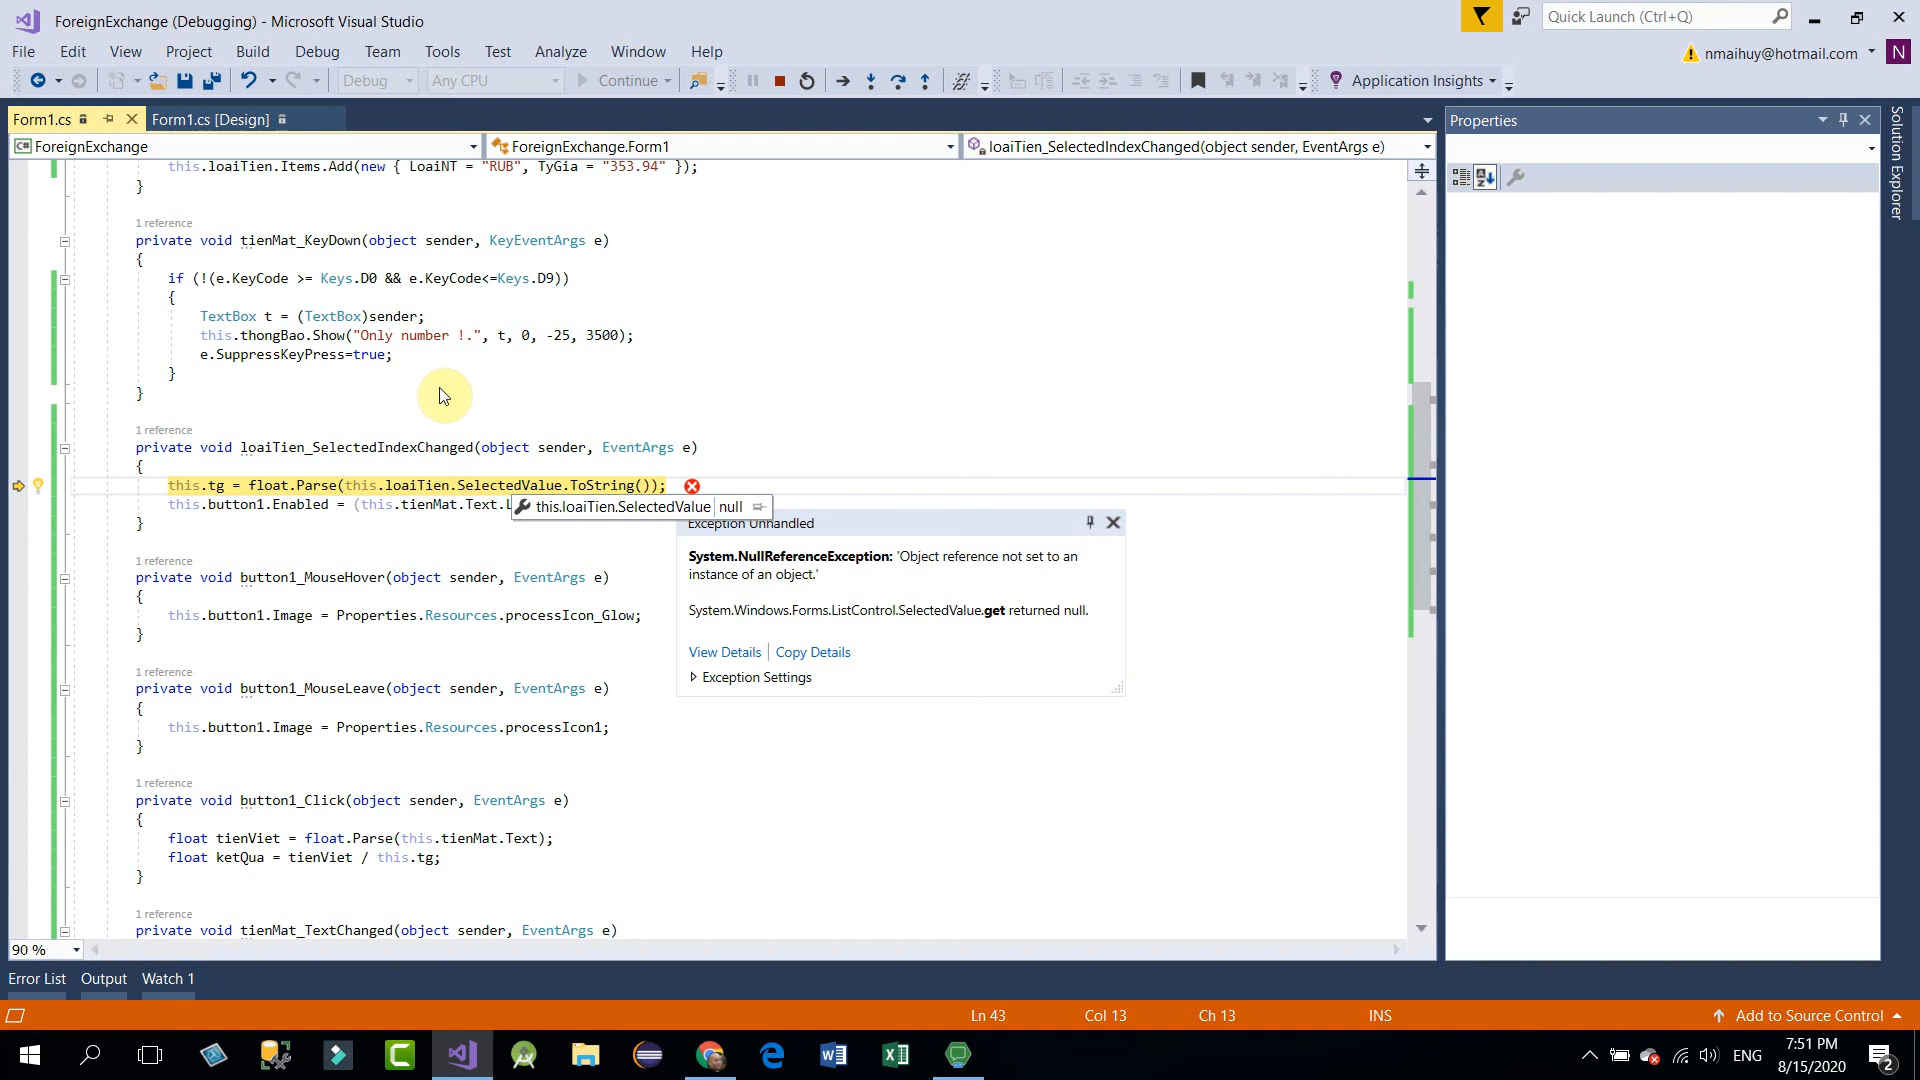 ForeignExchange (Debugging) - Microsoft Visual Studio
Quick Launch (Ctrl+Q)
File Edit View Project Build Debug Team Tools Test Analyze Window Help
nmaihuy@hotmail.com N
Debug Any CPU Continue Application Insights
Form1.cs Form1.cs [Design]
Properties
Solution Explorer
ForeignExchange ForeignExchange.Form1 loaiTien_SelectedIndexChanged(object sender, EventArgs e)
this.loaiTien.Items.Add(new { LoaiNT = "RUB", TyGia = "353.94" });
}
1 reference
private void tienMat_KeyDown(object sender, KeyEventArgs e)
{
if (!(e.KeyCode >= Keys.D0 && e.KeyCode<=Keys.D9))
{
TextBox t = (TextBox)sender;
this.thongBao.Show("Only number !.", t, 0, -25, 3500);
e.SuppressKeyPress=true;
}
}
1 reference
private void loaiTien_SelectedIndexChanged(object sender, EventArgs e)
{
this.tg = float.Parse(this.loaiTien.SelectedValue.ToString());
this.button1.Enabled = (this.tienMat.Text.
this.loaiTien.SelectedValue null
}
Exception Unhandled
System.NullReferenceException: 'Object reference not set to an
instance of an object.'
System.Windows.Forms.ListControl.SelectedValue.get returned null.
View Details Copy Details
Exception Settings
1 reference
private void button1_MouseHover(object sender, EventArgs e)
{
this.button1.Image = Properties.Resources.processIcon_Glow;
}
1 reference
private void button1_MouseLeave(object sender, EventArgs e)
{
this.button1.Image = Properties.Resources.processIcon1;
}
1 reference
private void button1_Click(object sender, EventArgs e)
{
float tienViet = float.Parse(this.tienMat.Text);
float ketQua = tienViet / this.tg;
}
1 reference
private void tienMat_TextChanged(object sender, EventArgs e)
90 %
Error List Output Watch 1
Ln 43 Col 13 Ch 13 INS Add to Source Control
ENG
7:51 PM
8/15/2020
2